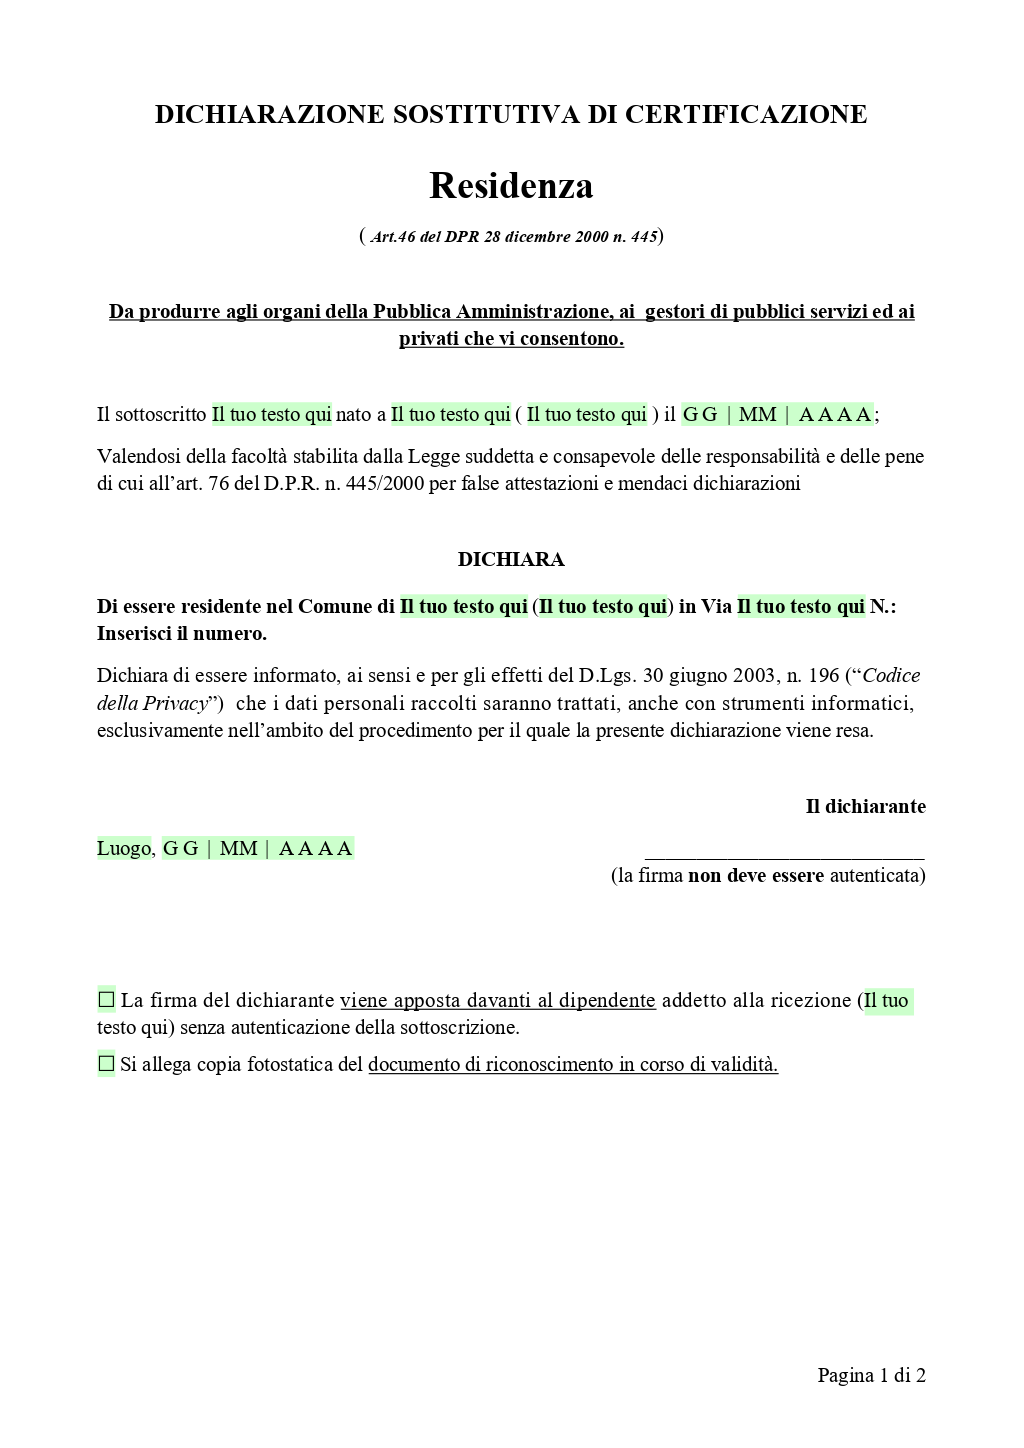 DICHIARAZIONE SOSTITUTIVA DI CERTIFICAZIONE
Residenza
( Art.46 del DPR 28 dicembre 2000 n. 445)
Da produrre agli organi della Pubblica Amministrazione, ai  gestori di pubblici servizi ed ai
privati che vi consentono.
Il sottoscritto Il tuo testo qui nato a Il tuo testo qui ( Il tuo testo qui ) il G G | MM | A A A A ;
Valendosi della facoltà stabilita dalla Legge suddetta e consapevole delle responsabilità e delle pene
di cui all’art. 76 del D.P.R. n. 445/2000 per false attestazioni e mendaci dichiarazioni
DICHIARA
Di essere residente nel Comune di Il tuo testo qui (Il tuo testo qui) in Via Il tuo testo qui N.:
Inserisci il numero.
Dichiara di essere informato, ai sensi e per gli effetti del D.Lgs. 30 giugno 2003, n. 196 (“Codice
della Privacy”)  che i dati personali raccolti saranno trattati, anche con strumenti informatici,
esclusivamente nell’ambito del procedimento per il quale la presente dichiarazione viene resa.
Il dichiarante
Luogo, G G | MM | A A A A ____________________________
(la firma non deve essere autenticata)
☐ La firma del dichiarante viene apposta davanti al dipendente addetto alla ricezione (Il tuo
testo qui) senza autenticazione della sottoscrizione.
☐ Si allega copia fotostatica del documento di riconoscimento in corso di validità.
Pagina 1 di 2